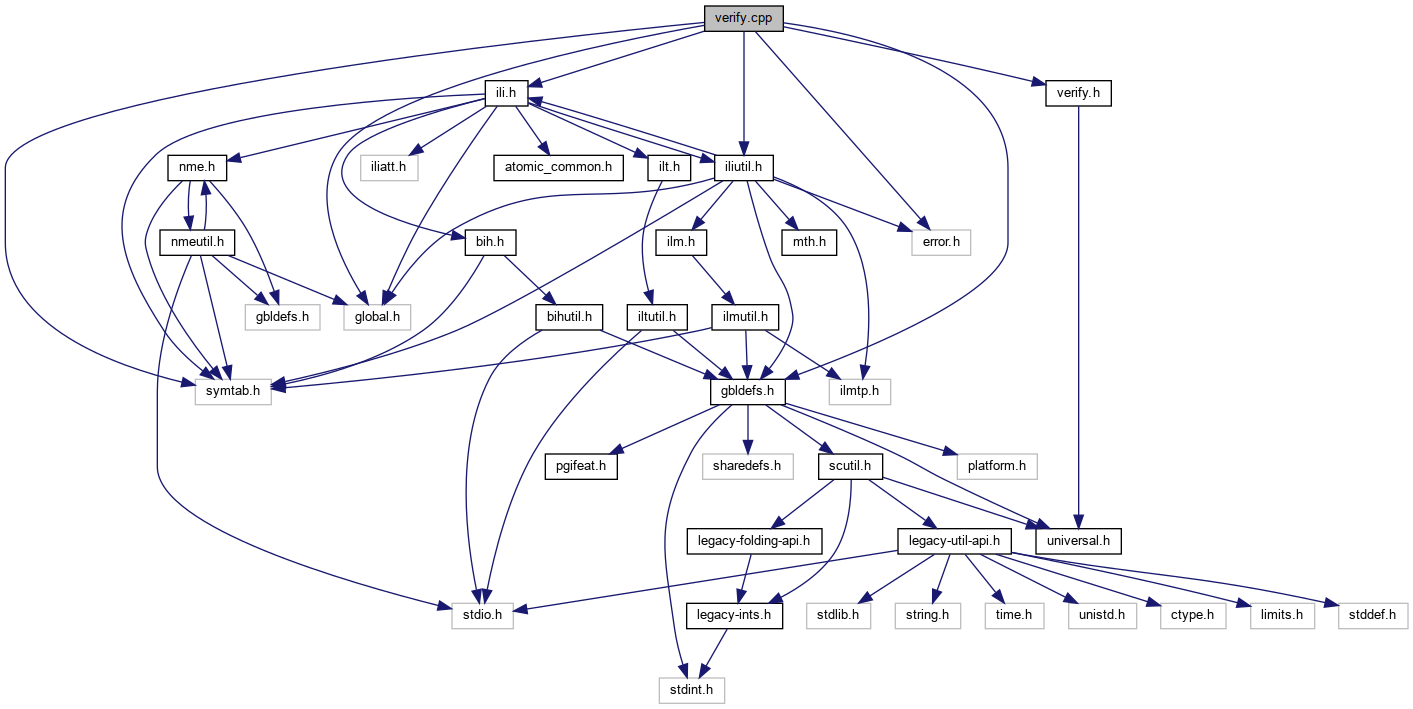 verify.cpp
ili.h
verify.h
nme.h
iliatt.h
atomic_common.h
ilt.h
iliutil.h
nmeutil.h
bih.h
ilm.h
mth.h
error.h
gbldefs.h
global.h
bihutil.h
iltutil.h
ilmutil.h
symtab.h
gbldefs.h
ilmtp.h
pgifeat.h
sharedefs.h
scutil.h
platform.h
legacy-folding-api.h
legacy-util-api.h
universal.h
stdio.h
legacy-ints.h
stdlib.h
string.h
time.h
unistd.h
ctype.h
limits.h
stddef.h
stdint.h